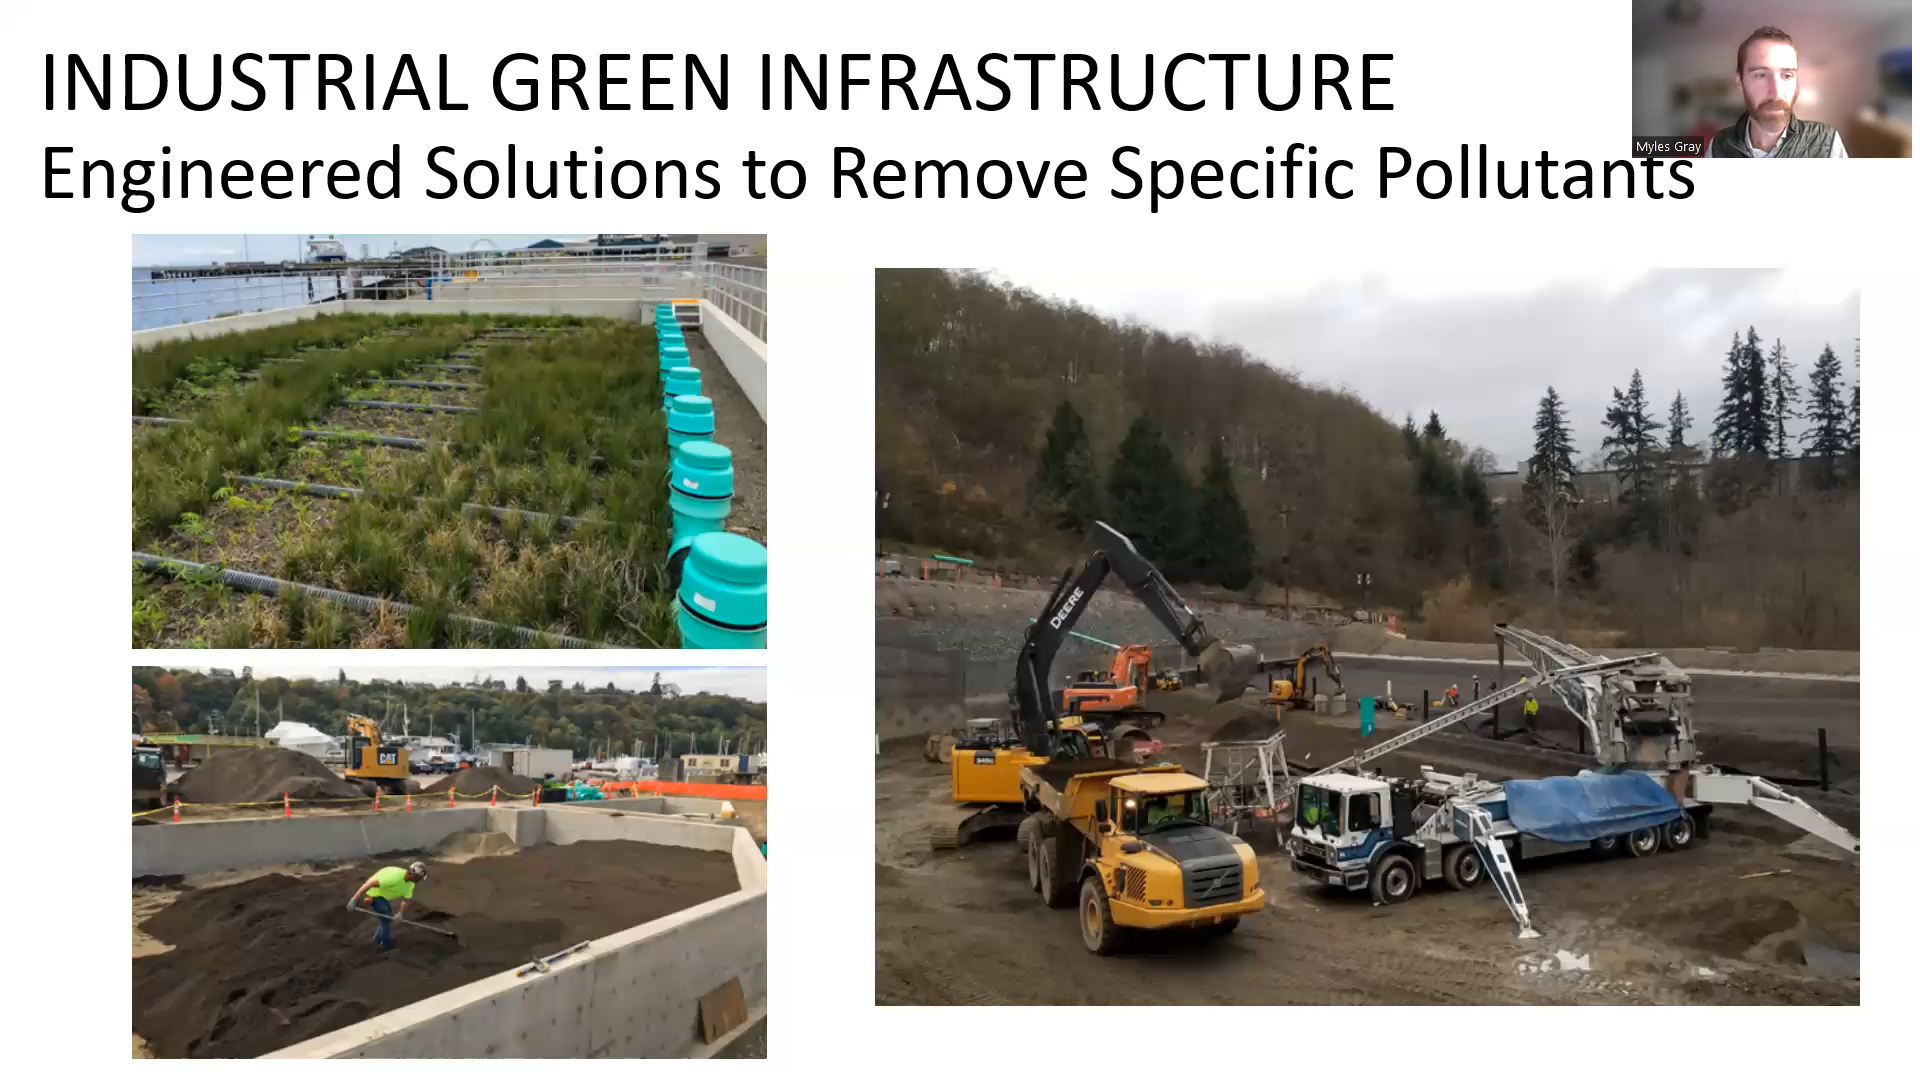 INDUSTRIAL GREEN INFRASTRUCTURE
Engineered Solutions to Remove Specific Pollutants
Myles Gray
DEERE
CAT